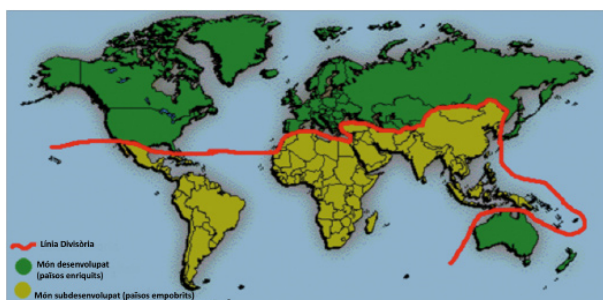 Línia Divisòria
Món desenvolupat
(països enriquits)
Món subdesenvolupat (països empobrits)